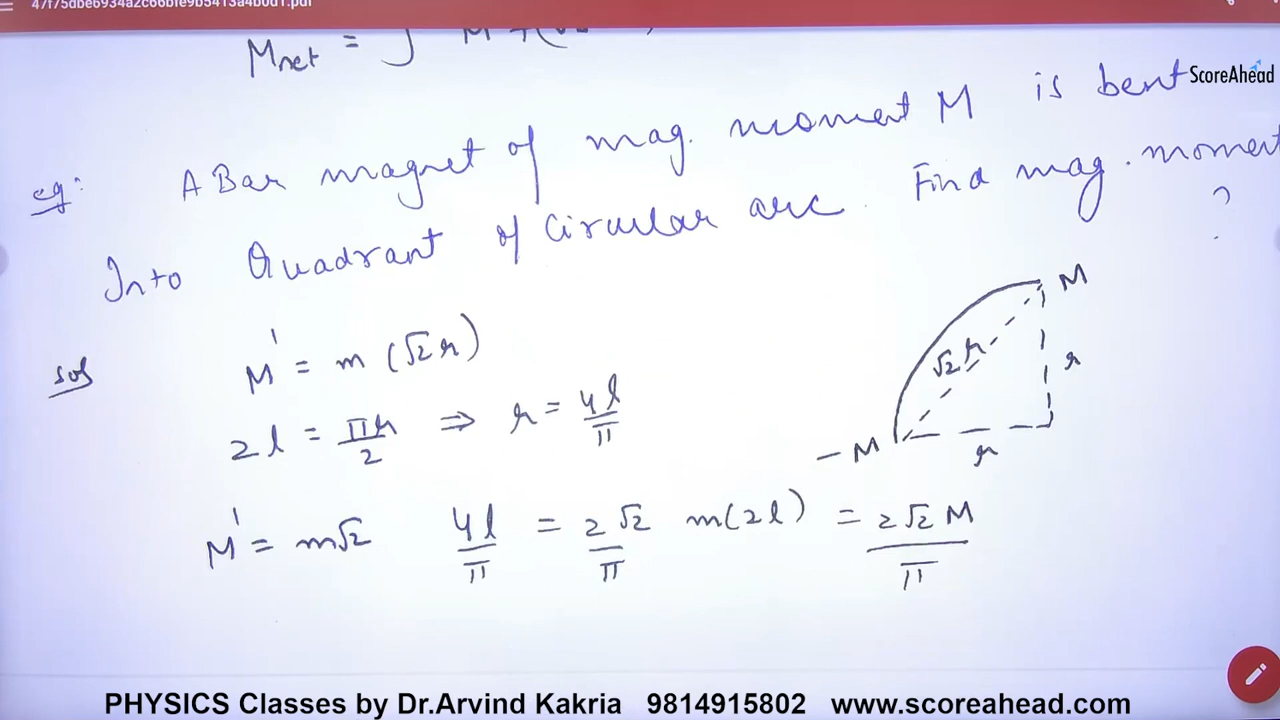 47f75dbe6934a2c66bfe9b5413a4b0d1.pdf
Mnet = ∫ M
ScoreAhead
eg: A Bar magnet of mag. moment M is bent
Into Quadrant of Circular arc. Find mag. moment
?
Sol M' = m (√2 r)
2l = πr/2 ⇒ r = 4l/π
M' = m√2 4l/π = 2√2/π m(2l) = 2√2 M/π
M
√2 r
r
-M
r
PHYSICS Classes by Dr.Arvind Kakria 9814915802 www.scoreahead.com